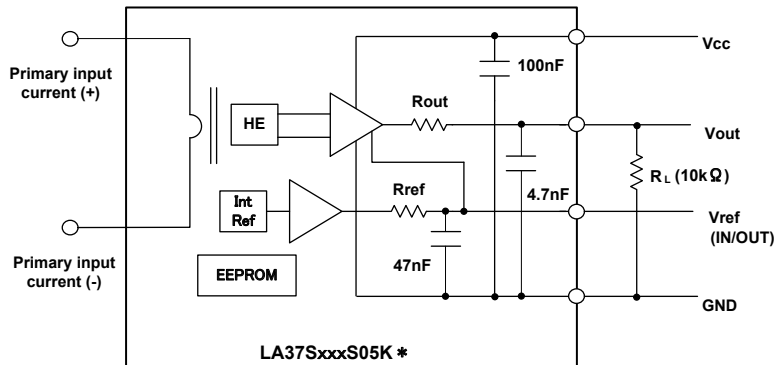 Primary input
current (+)
Vcc
100nF
HE
Rout
Vout
RL (10kΩ)
4.7nF
Int
Ref
Rref
Vref
(IN/OUT)
Primary input
current (-)
EEPROM
47nF
GND
LA37SxxxS05K *